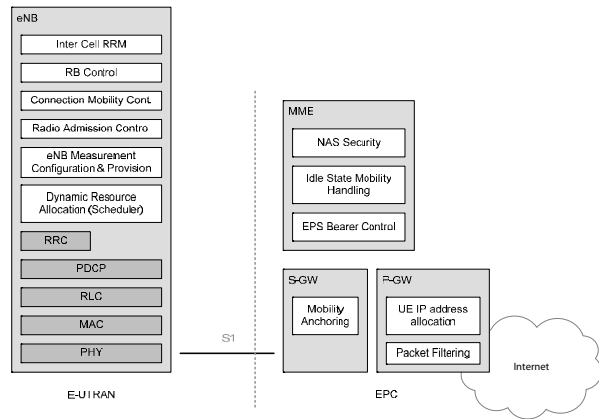 eNB
Inter Cell RRM
RB Control
Connection Mobility Cont.
Radio Admission Contro
eNB Measurement
Configuration & Provision
Dynamic Resource
Allocation (Scheduler)
RRC
PDCP
RLC
MAC
PHY
E-UTRAN
S1
MME
NAS Security
Idle State Mobility
Handling
EPS Bearer Control
S-GW
Mobility
Anchoring
P-GW
UE IP address
allocation
Packet Filtering
EPC
Internet